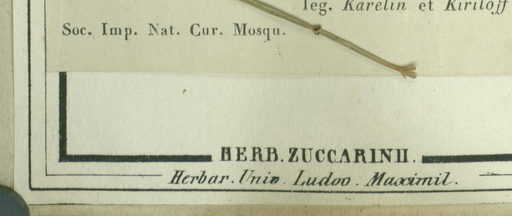 leg. Karelin et Kiriloff
Soc. Imp. Nat. Cur. Mosqu.
HERB. ZUCCARINII.
Herbar. Univ. Ludov. Maximil.